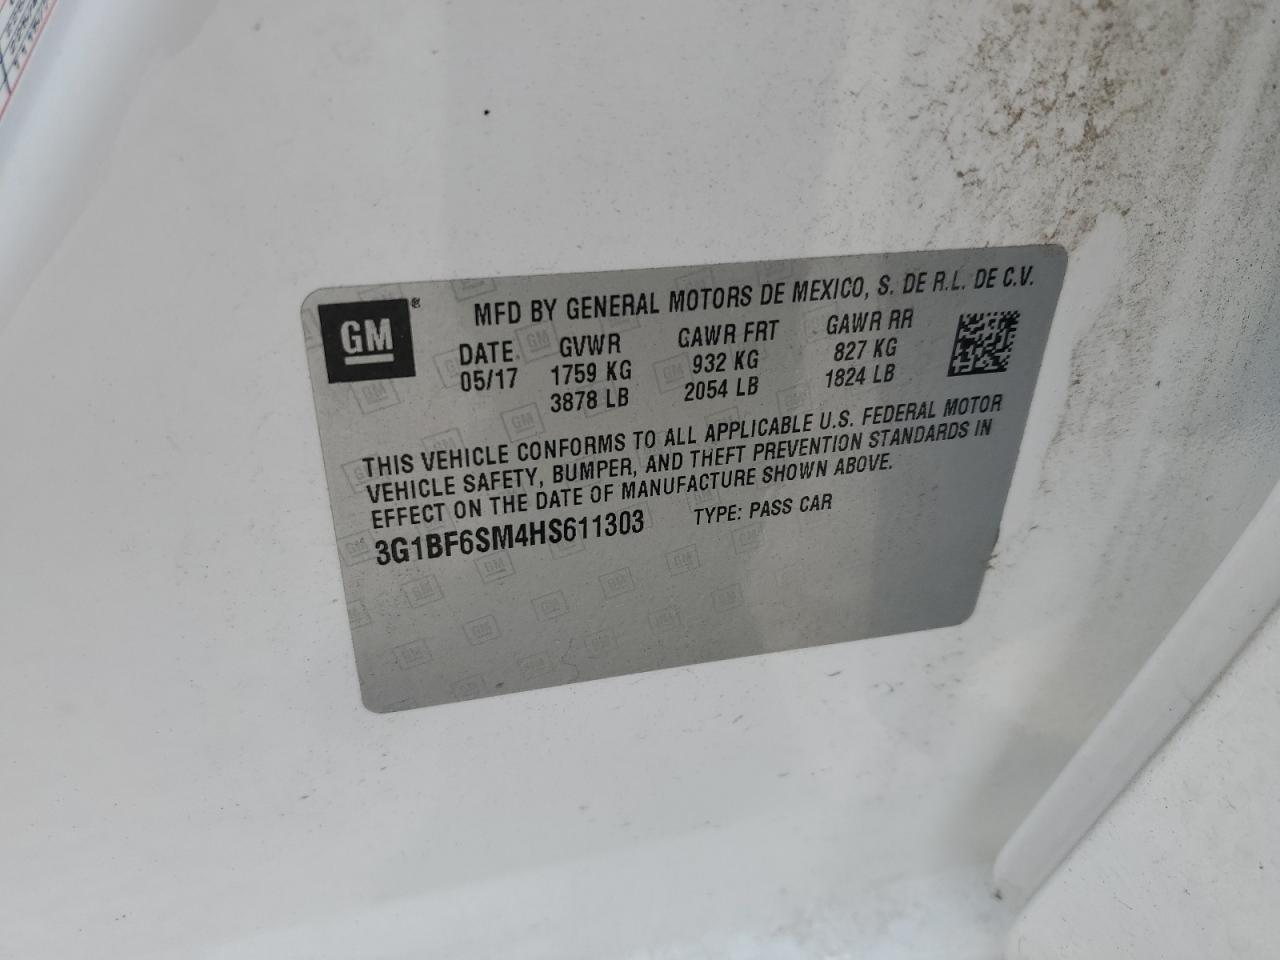 GM®
MFD BY GENERAL MOTORS DE MEXICO, S. DE R.L. DE C.V.
DATE GVWR GAWR FRT GAWR RR
05/17 1759 KG 932 KG 827 KG
3878 LB 2054 LB 1824 LB
THIS VEHICLE CONFORMS TO ALL APPLICABLE U.S. FEDERAL MOTOR
VEHICLE SAFETY, BUMPER, AND THEFT PREVENTION STANDARDS IN
EFFECT ON THE DATE OF MANUFACTURE SHOWN ABOVE.
3G1BF6SM4HS611303 TYPE: PASS CAR